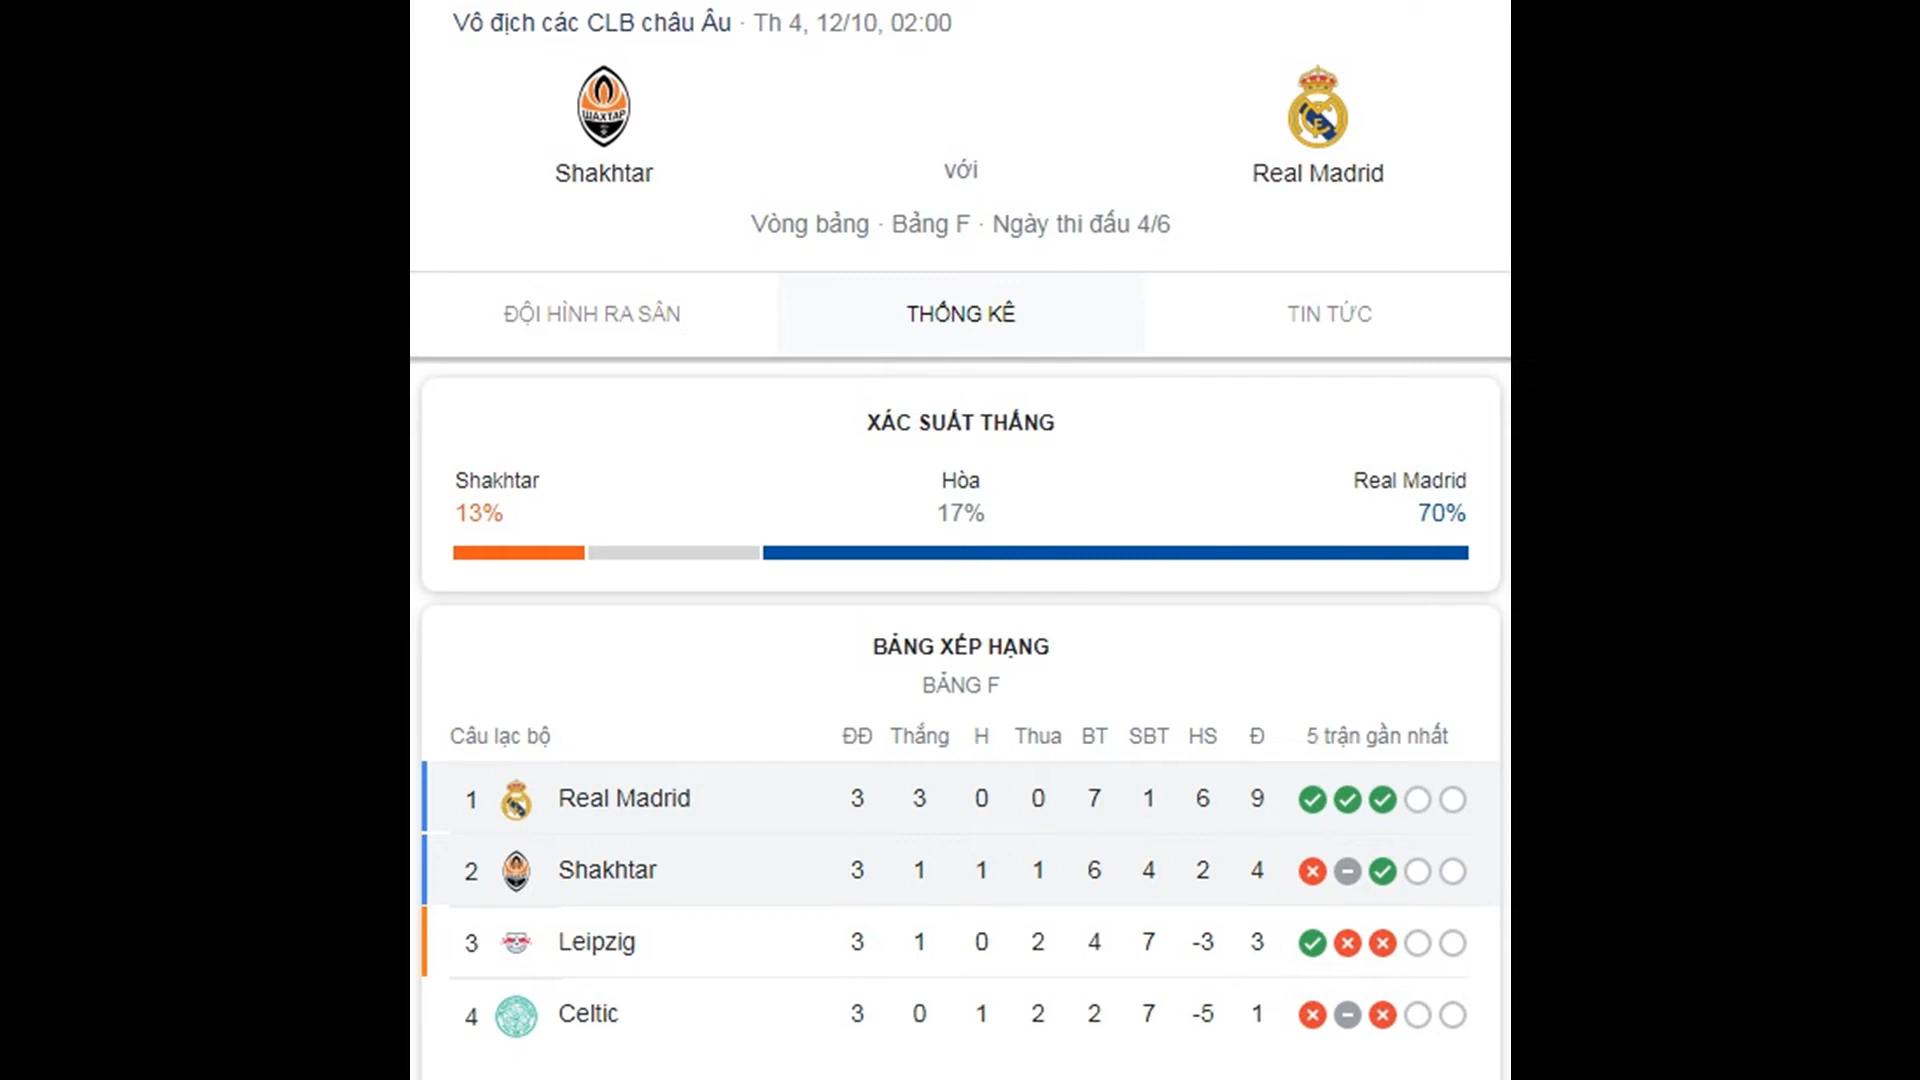 Vô địch các CLB châu Âu · Th 4, 12/10, 02:00
ШАХТАР
Shakhtar
với
Real Madrid
Vòng bảng · Bảng F · Ngày thi đấu 4/6
ĐỘI HÌNH RA SÂN
THỐNG KÊ
TIN TỨC
XÁC SUẤT THẮNG
Shakhtar Hòa Real Madrid
13% 17% 70%
BẢNG XẾP HẠNG
BẢNG F
Câu lạc bộ ĐĐ Thắng H Thua BT SBT HS Đ 5 trận gần nhất
1 Real Madrid 3 3 0 0 7 1 6 9
2 Shakhtar 3 1 1 1 6 4 2 4
3 Leipzig 3 1 0 2 4 7 -3 3
4 Celtic 3 0 1 2 2 7 -5 1